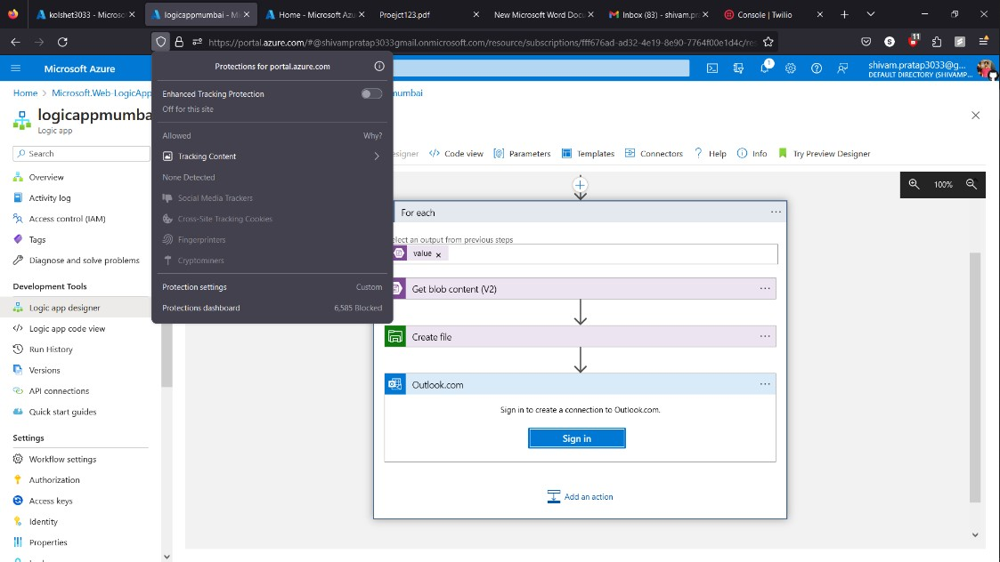 kolshet3033 - Microso
logicappmumbai - Mi
Home - Microsoft Azu
Proejct123.pdf
New Microsoft Word Docu
Inbox (83) - shivam.pr
Console | Twilio
https://portal.azure.com/#@shivampratap3033gmail.onmicrosoft.com/resource/subscriptions/fff676ad-ad32-4e19-8e90-7764f00e1d4c/res
11
Microsoft Azure
1
shivam.pratap3033@g...
DEFAULT DIRECTORY (SHIVAMP...
Protections for portal.azure.com
Enhanced Tracking Protection
Off for this site
Allowed
Why?
Tracking Content
None Detected
Social Media Trackers
Cross-Site Tracking Cookies
Fingerprinters
Cryptominers
Protection settings
Custom
Protections dashboard
6,585 Blocked
Home > Microsoft.Web-LogicApp
mumbai
logicappmumba
Logic app
Search
Overview
Activity log
Access control (IAM)
Tags
Diagnose and solve problems
Development Tools
Logic app designer
Logic app code view
Run History
Versions
API connections
Quick start guides
Settings
Workflow settings
Authorization
Access keys
Identity
Properties
esigner
Code view
Parameters
Templates
Connectors
Help
Info
Try Preview Designer
100%
For each
elect an output from previous steps
value
Get blob content (V2)
Create file
Outlook.com
Sign in to create a connection to Outlook.com.
Sign in
Add an action